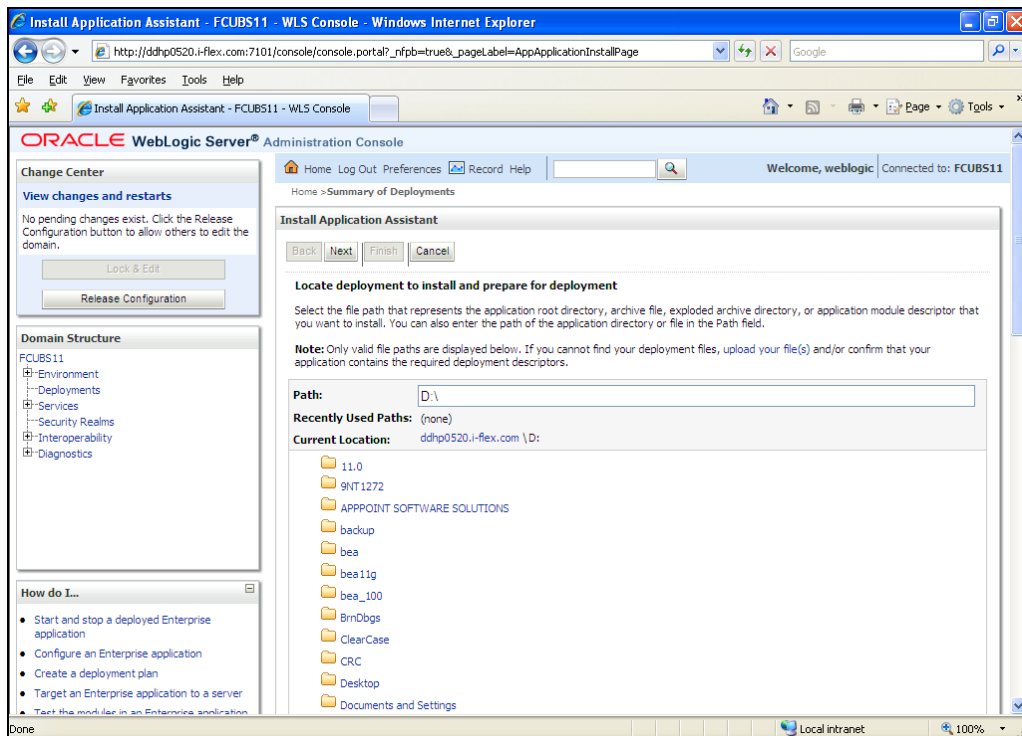 Install Application Assistant - FCUBS11 - WLS Console - Windows Internet Explorer
http://ddhp0520.i-flex.com:7101/console/console.portal?_nfpb=true&_pageLabel=AppApplicationInstallPage
Google
File Edit View Favorites Tools Help
Install Application Assistant - FCUBS11 - WLS Console
Page Tools
ORACLE WebLogic Server® Administration Console
Change Center
View changes and restarts
No pending changes exist. Click the Release
Configuration button to allow others to edit the
domain.
Lock & Edit
Release Configuration
Domain Structure
FCUBS11
Environment
Deployments
Services
Security Realms
Interoperability
Diagnostics
How do I...
Start and stop a deployed Enterprise
application
Configure an Enterprise application
Create a deployment plan
Target an Enterprise application to a server
Test the modules in an Enterprise application
Home Log Out Preferences Record Help
Welcome, weblogic Connected to: FCUBS11
Home >Summary of Deployments
Install Application Assistant
Back Next Finish Cancel
Locate deployment to install and prepare for deployment
Select the file path that represents the application root directory, archive file, exploded archive directory, or application module descriptor that
you want to install. You can also enter the path of the application directory or file in the Path field.
Note: Only valid file paths are displayed below. If you cannot find your deployment files, upload your file(s) and/or confirm that your
application contains the required deployment descriptors.
Path: D:\
Recently Used Paths: (none)
Current Location: ddhp0520.i-flex.com \ D:
11.0
9NT1272
APPPOINT SOFTWARE SOLUTIONS
backup
bea
bea11g
bea_100
BrnDbgs
ClearCase
CRC
Desktop
Documents and Settings
Done
Local intranet
100%